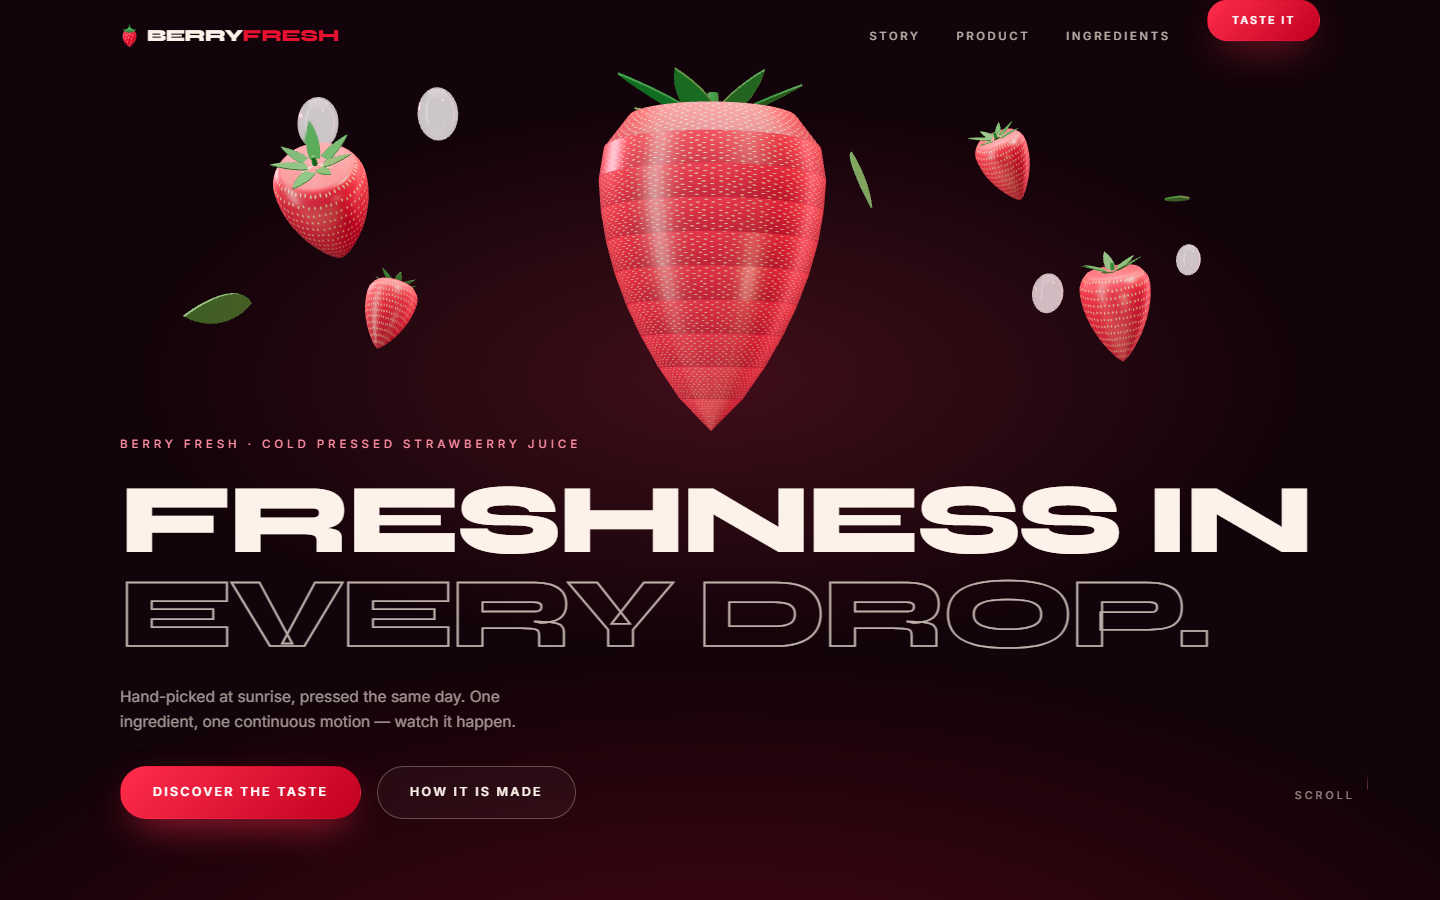 BERRYFRESH
STORY PRODUCT INGREDIENTS TASTE IT
BERRY FRESH · COLD PRESSED STRAWBERRY JUICE
FRESHNESS IN
EVERY DROP.
Hand-picked at sunrise, pressed the same day. One
ingredient, one continuous motion — watch it happen.
DISCOVER THE TASTE HOW IT IS MADE
SCROLL